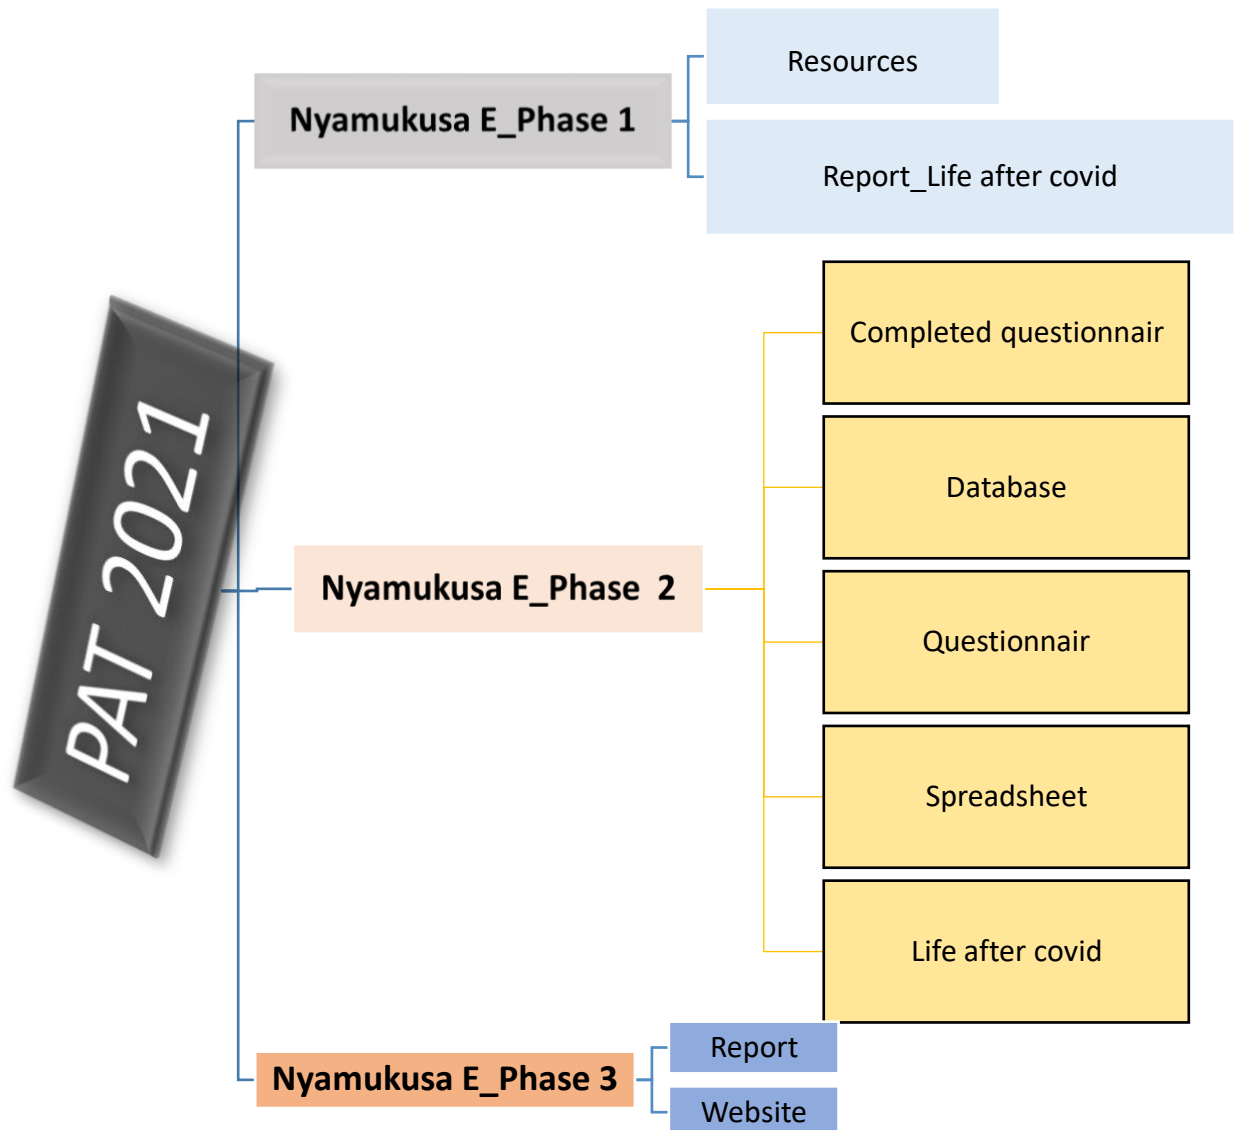 PAT 2021
Nyamukusa E_Phase 1
Resources
Report_Life after covid
Nyamukusa E_Phase  2
Completed questionnair
Database
Questionnair
Spreadsheet
Life after covid
Nyamukusa E_Phase 3
Report
Website